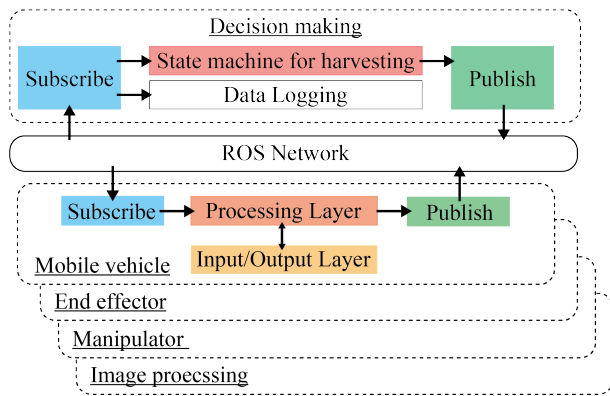 Decision making
Subscribe
State machine for harvesting
Data Logging
Publish
ROS Network
Subscribe
Processing Layer
Publish
Input/Output Layer
Mobile vehicle
End effector
Manipulator
Image proecssing